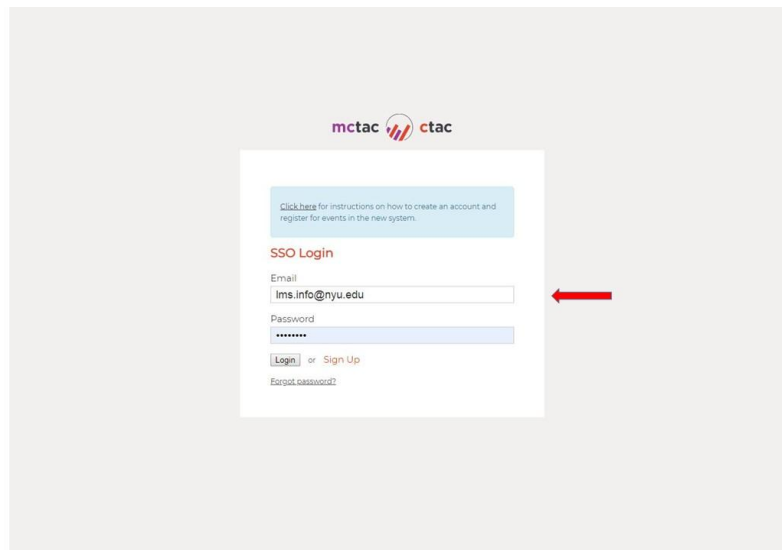 mctac ctac
Click here for instructions on how to create an account and
register for events in the new system.
SSO Login
Email
lms.info@nyu.edu
Password
••••••••
Login or Sign Up
Forgot password?